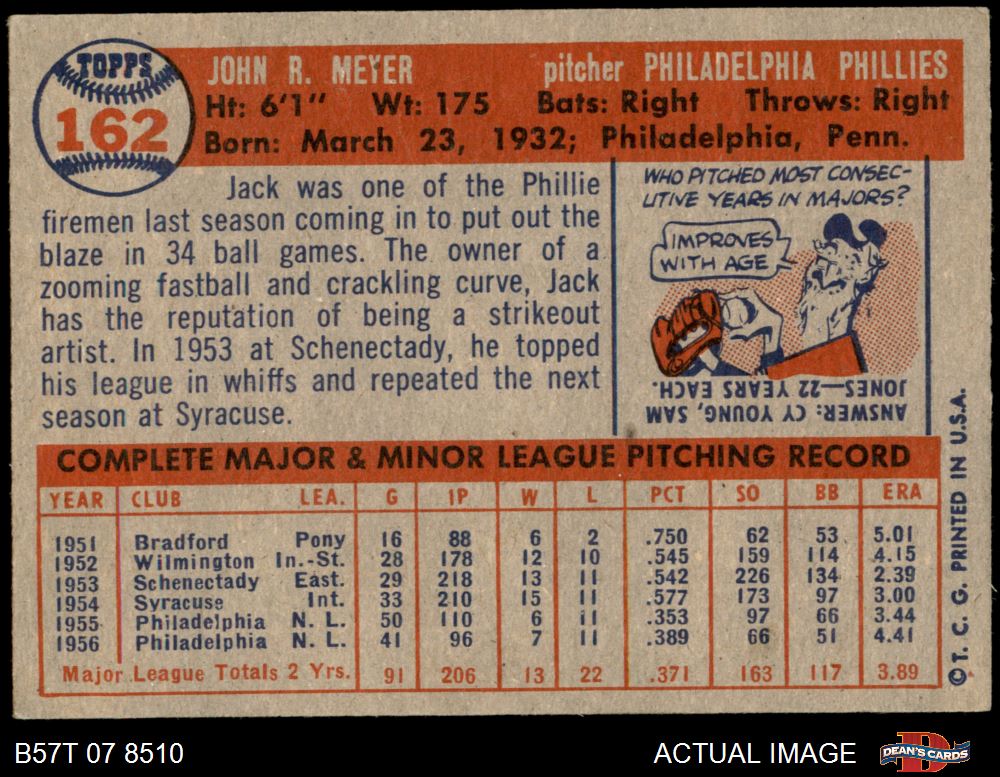 TOPPS
162
JOHN R. MEYER pitcher PHILADELPHIA PHILLIES
Ht: 6'1" Wt: 175 Bats: Right Throws: Right
Born: March 23, 1932; Philadelphia, Penn.
Jack was one of the Phillie
firemen last season coming in to put out the
blaze in 34 ball games. The owner of a
zooming fastball and crackling curve, Jack
has the reputation of being a strikeout
artist. In 1953 at Schenectady, he topped
his league in whiffs and repeated the next
season at Syracuse.
WHO PITCHED MOST CONSEC-
UTIVE YEARS IN MAJORS?
IMPROVES
WITH AGE
ANSWER: CY YOUNG, SAM
JONES—22 YEARS EACH.
COMPLETE MAJOR & MINOR LEAGUE PITCHING RECORD
YEAR CLUB LEA. G IP W L PCT SO BB ERA
1951 Bradford Pony 16 88 6 2 .750 62 53 5.01
1952 Wilmington In.-St. 28 178 12 10 .545 159 114 4.15
1953 Schenectady East. 29 218 13 11 .542 226 134 2.39
1954 Syracuse Int. 33 210 15 11 .577 173 97 3.00
1955 Philadelphia N. L. 50 110 6 11 .353 97 66 3.44
1956 Philadelphia N. L. 41 96 7 11 .389 66 51 4.41
Major League Totals 2 Yrs. 91 206 13 22 .371 163 117 3.89
©T. C. G. PRINTED IN U.S.A.
B57T 07 8510 ACTUAL IMAGE
DEAN'S CARDS